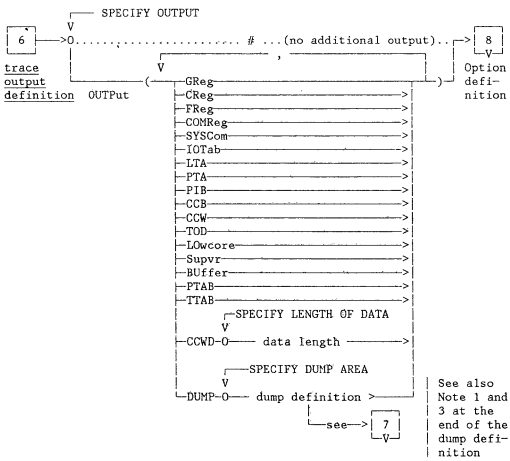 SPECIFY OUTPUT
V
6 >O . . . . . . # ...(no additional output).. > 8
V
trace
output
definition OUTPut
Option
defi-
nition
( , )
V
GReg
CReg
FReg
COMReg
SYSCom
IOTab
LTA
PTA
PIB
CCB
CCW
TOD
LOwcore
Supvr
BUffer
PTAB
TTAB
SPECIFY LENGTH OF DATA
V
CCWD-O data length >
SPECIFY DUMP AREA
V
DUMP-O dump definition >
see > 7
V
See also
Note 1 and
3 at the
end of the
dump defi-
nition